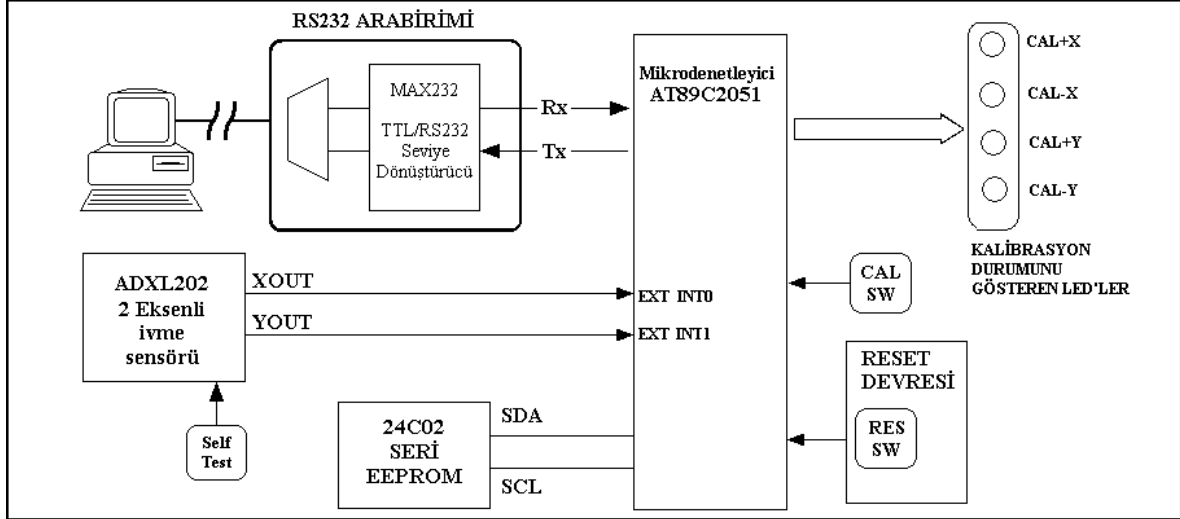 RS232 ARABİRİMİ
MAX232
TTL/RS232
Seviye
Dönüştürücü
Rx
Tx
Mikrodenetleyici
AT89C2051
CAL+X
CAL-X
CAL+Y
CAL-Y
KALİBRASYON
DURUMUNU
GÖSTEREN LED'LER
ADXL202
2 Eksenli
ivme
sensörü
XOUT
YOUT
EXT INT0
EXT INT1
CAL
SW
RESET
DEVRESİ
RES
SW
Self
Test
24C02
SERİ
EEPROM
SDA
SCL